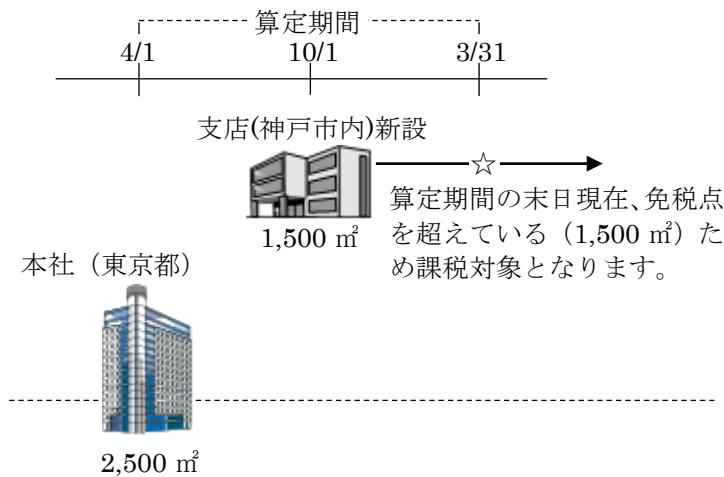 算定期間
4/1 10/1 3/31
支店(神戸市内)新設
☆
1,500 ㎡
算定期間の末日現在、免税点
を超えている（1,500 ㎡）た
め課税対象となります。
本社（東京都）
2,500 ㎡